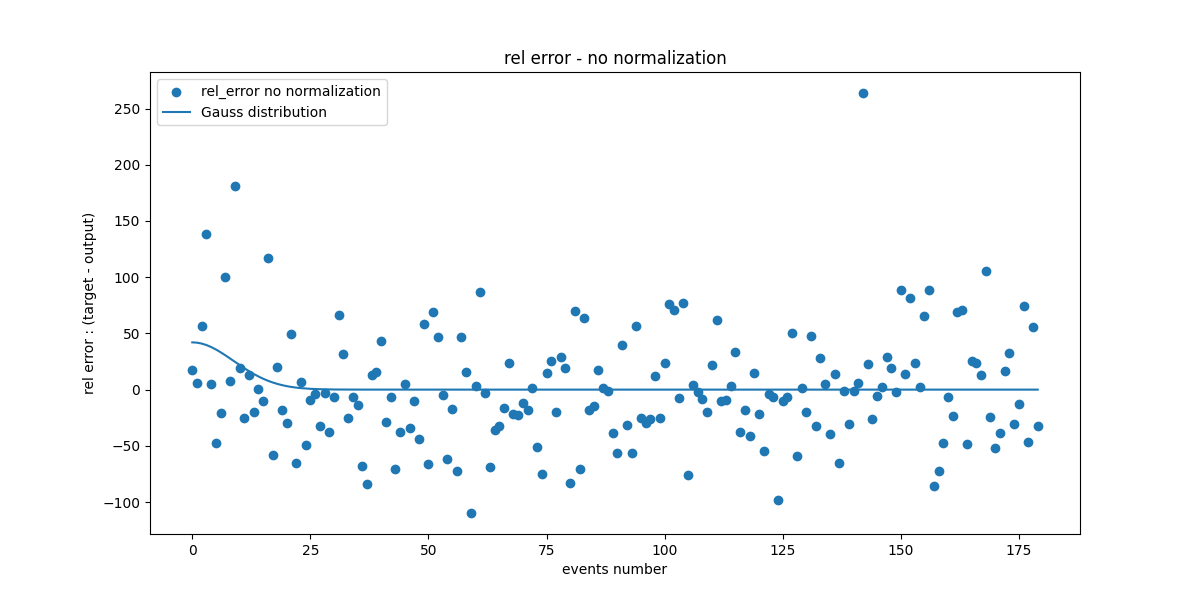 rel error - no normalization
rel_error no normalization
Gauss distribution
rel error : (target - output)
250
200
150
100
50
0
−50
−100
0 25 50 75 100 125 150 175
events number